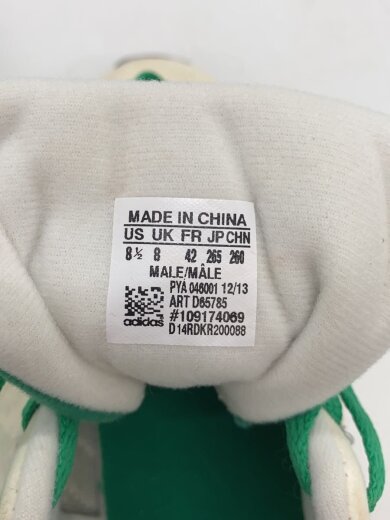 MADE IN CHINA
US UK FR JP CHN
8½ 8 42 265 260
MALE/MÂLE
PYA 046001 12/13
ART D65785
#109174069
adidas D14RDKR200088